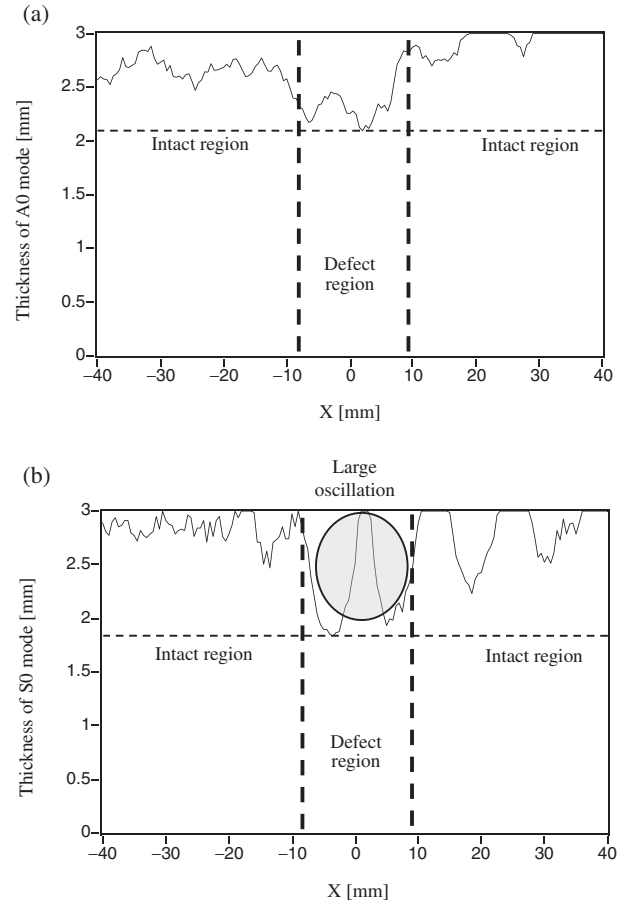 (a)
3
2.5
2
1.5
1
0.5
0
Thickness of A0 mode [mm]
Intact region
Intact region
Defect
region
−40 −30 −20 −10 0 10 20 30 40
X [mm]
(b)
Large
oscillation
3
2.5
2
1.5
1
0.5
0
Thickness of S0 mode [mm]
Intact region
Intact region
Defect
region
−40 −30 −20 −10 0 10 20 30 40
X [mm]